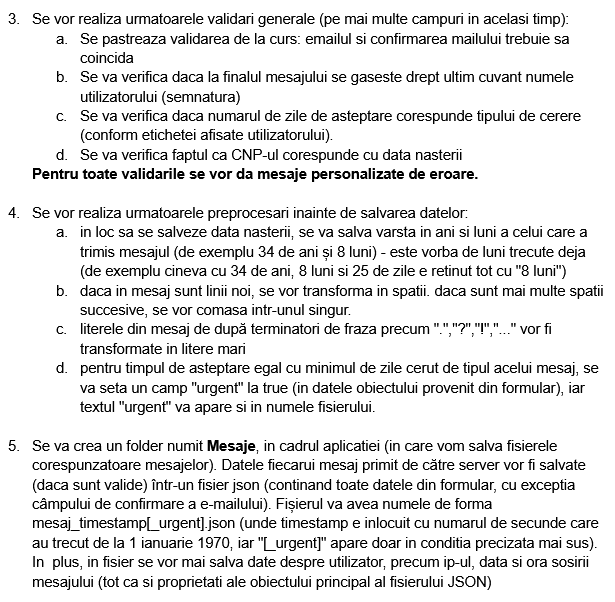 3. Se vor realiza urmatoarele validari generale (pe mai multe campuri in acelasi timp):
a. Se pastreaza validarea de la curs: emailul si confirmarea mailului trebuie sa
coincida
b. Se va verifica daca la finalul mesajului se gaseste drept ultim cuvant numele
utilizatorului (semnatura)
c. Se va verifica daca numarul de zile de asteptare corespunde tipului de cerere
(conform etichetei afisate utilizatorului).
d. Se va verifica faptul ca CNP-ul corespunde cu data nasterii
Pentru toate validarile se vor da mesaje personalizate de eroare.
4. Se vor realiza urmatoarele preprocesari inainte de salvarea datelor:
a. in loc sa se salveze data nasterii, se va salva varsta in ani si luni a celui care a
trimis mesajul (de exemplu 34 de ani și 8 luni) - este vorba de luni trecute deja
(de exemplu cineva cu 34 de ani, 8 luni si 25 de zile e retinut tot cu "8 luni")
b. daca in mesaj sunt linii noi, se vor transforma in spatii. daca sunt mai multe spatii
succesive, se vor comasa intr-unul singur.
c. literele din mesaj de după terminatori de fraza precum ".","?","!","..." vor fi
transformate in litere mari
d. pentru timpul de asteptare egal cu minimul de zile cerut de tipul acelui mesaj, se
va seta un camp "urgent" la true (in datele obiectului provenit din formular), iar
textul "urgent" va apare si in numele fisierului.
5. Se va crea un folder numit Mesaje, in cadrul aplicatiei (in care vom salva fisierele
corespunzatoare mesajelor). Datele fiecarui mesaj primit de către server vor fi salvate
(daca sunt valide) într-un fisier json (continand toate datele din formular, cu exceptia
câmpului de confirmare a e-mailului). Fișierul va avea numele de forma
mesaj_timestamp[_urgent].json (unde timestamp e inlocuit cu numarul de secunde care
au trecut de la 1 ianuarie 1970, iar "[_urgent]" apare doar in conditia precizata mai sus).
In  plus, in fisier se vor mai salva date despre utilizator, precum ip-ul, data si ora sosirii
mesajului (tot ca si proprietati ale obiectului principal al fisierului JSON)